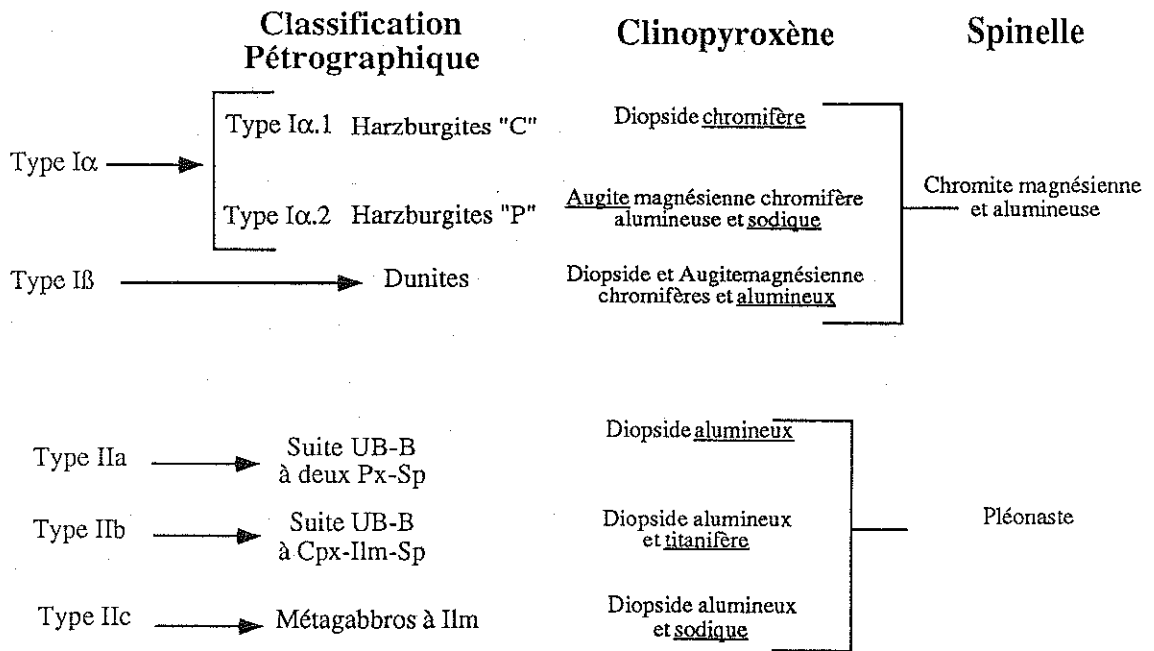 Classification
Pétrographique
Clinopyroxène
Spinelle
Type Iα
Type Iα.1 Harzburgites "C"
Diopside chromifère
Type Iα.2 Harzburgites "P"
Augite magnésienne chromifère
alumineuse et sodique
Chromite magnésienne
et alumineuse
Type Iß
Dunites
Diopside et Augitemagnésienne
chromifères et alumineux
Type IIa
Suite UB-B
à deux Px-Sp
Diopside alumineux
Type IIb
Suite UB-B
à Cpx-Ilm-Sp
Diopside alumineux
et titanifère
Pléonaste
Type IIc
Métagabbros à Ilm
Diopside alumineux
et sodique